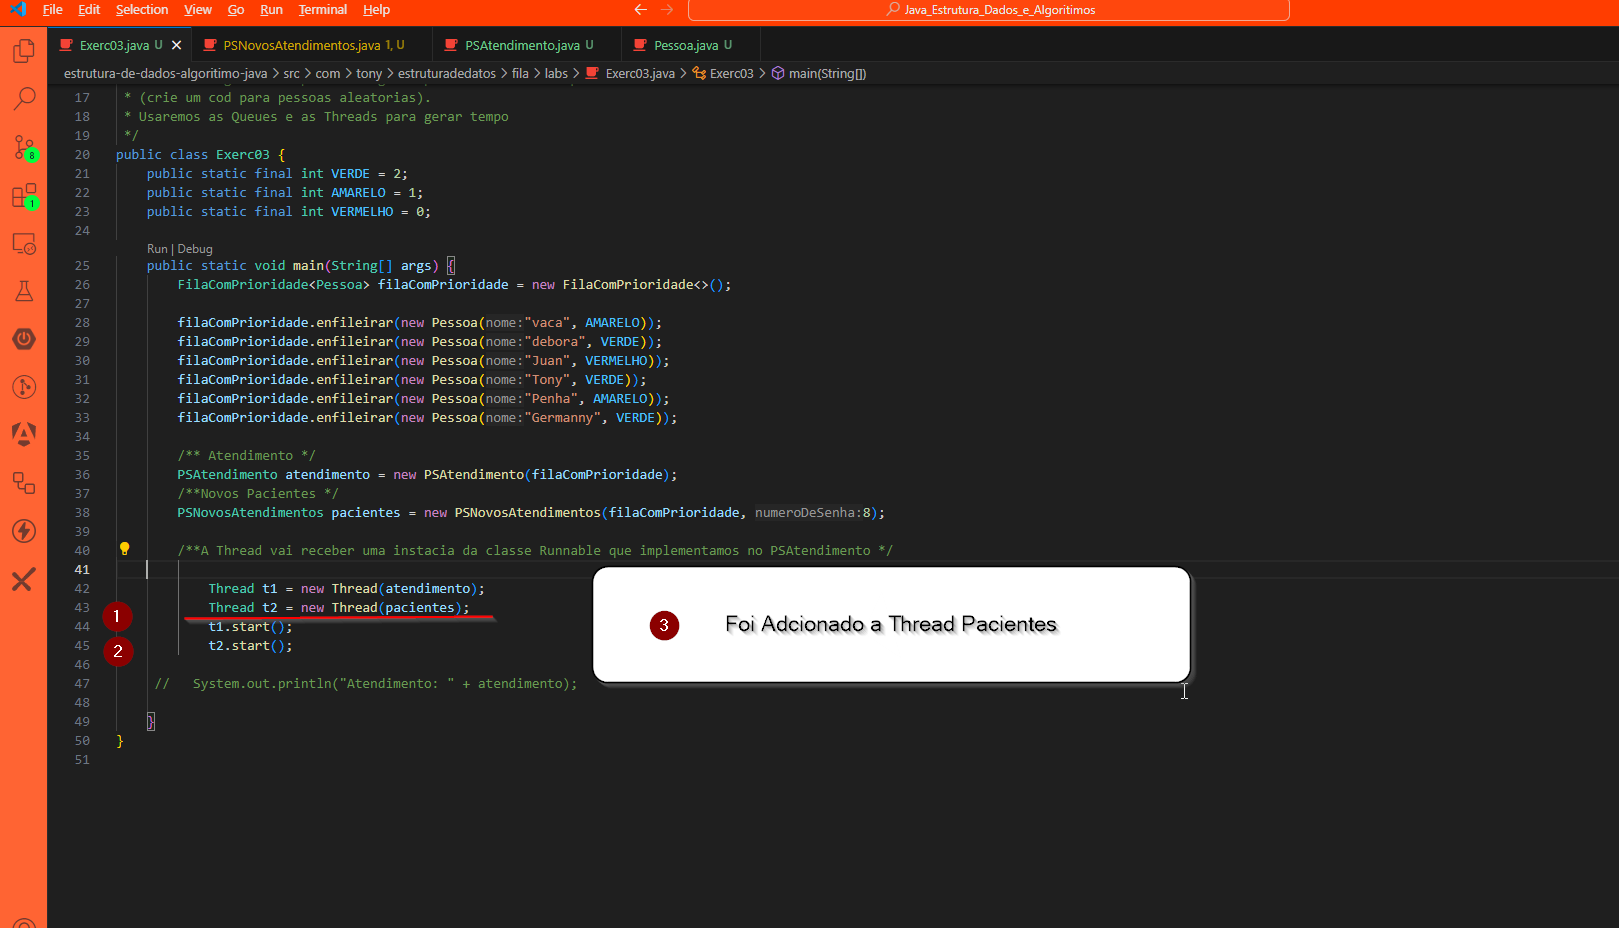 File Edit Selection View Go Run Terminal Help
Java_Estrutura_Dados_e_Algoritimos
Exerc03.java U
PSNovosAtendimentos.java 1, U
PSAtendimento.java U
Pessoa.java U
estrutura-de-dados-algoritimo-java > src > com > tony > estruturadedatos > fila > labs > Exerc03.java > Exerc03 > main(String[])
17 * (crie um cod para pessoas aleatorias).
18 * Usaremos as Queues e as Threads para gerar tempo
19 */
20 public class Exerc03 {
21 public static final int VERDE = 2;
22 public static final int AMARELO = 1;
23 public static final int VERMELHO = 0;
24
Run | Debug
25 public static void main(String[] args) {
26 FilaComPrioridade<Pessoa> filaComPrioridade = new FilaComPrioridade<>();
27
28 filaComPrioridade.enfileirar(new Pessoa(nome:"vaca", AMARELO));
29 filaComPrioridade.enfileirar(new Pessoa(nome:"debora", VERDE));
30 filaComPrioridade.enfileirar(new Pessoa(nome:"Juan", VERMELHO));
31 filaComPrioridade.enfileirar(new Pessoa(nome:"Tony", VERDE));
32 filaComPrioridade.enfileirar(new Pessoa(nome:"Penha", AMARELO));
33 filaComPrioridade.enfileirar(new Pessoa(nome:"Germanny", VERDE));
34
35 /** Atendimento */
36 PSAtendimento atendimento = new PSAtendimento(filaComPrioridade);
37 /**Novos Pacientes */
38 PSNovosAtendimentos pacientes = new PSNovosAtendimentos(filaComPrioridade, numeroDeSenha:8);
39
40 /**A Thread vai receber uma instacia da classe Runnable que implementamos no PSAtendimento */
41
42 Thread t1 = new Thread(atendimento);
43 Thread t2 = new Thread(pacientes);
44 t1.start();
45 t2.start();
46
47 // System.out.println("Atendimento: " + atendimento);
48
49 }
50 }
51
1
2
3 Foi Adcionado a Thread Pacientes
8
1